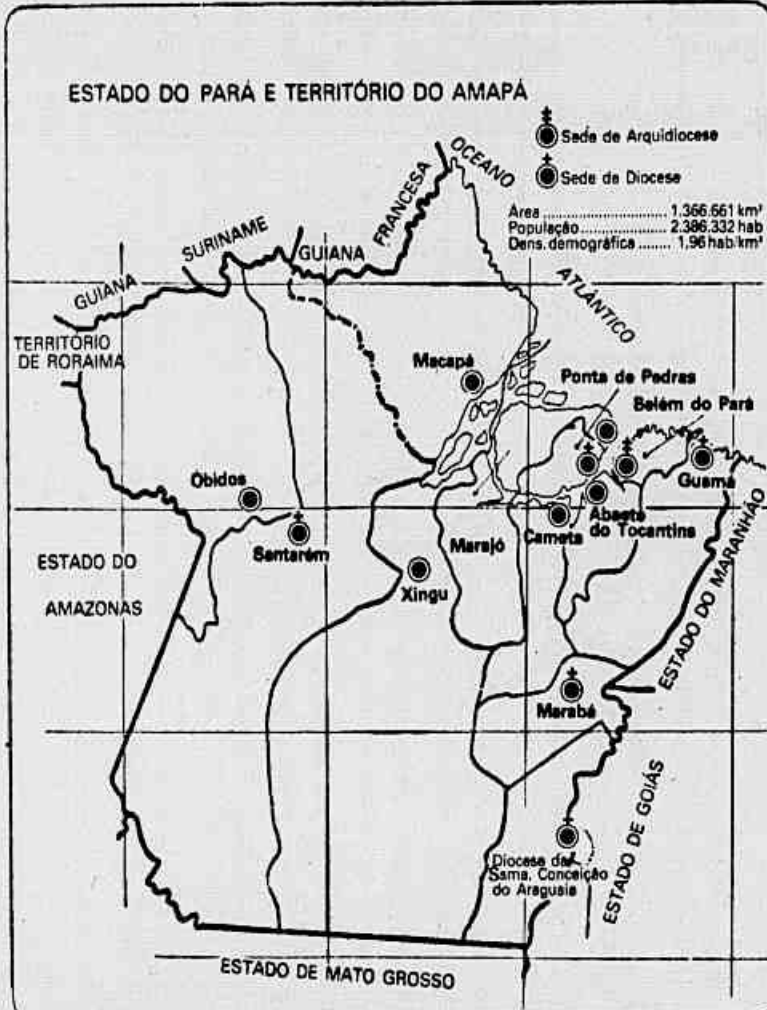 ESTADO DO PARÁ E TERRITÓRIO DO AMAPÁ
Sede de Arquidiocese
Sede de Diocese
Área .................... 1.366.661 km²
População ................ 2.386.332 hab
Dens. demográfica ........ 1,96 hab/km²
OCEANO
ATLÂNTICO
GUIANA
SURINAME
GUIANA
FRANCESA
TERRITÓRIO
DE RORAIMA
Macapá
Ponta de Pedras
Belém do Pará
Guamá
Óbidos
Santarém
Xingu
Marajó
Cametá
Abaeté
do Tocantins
ESTADO DO
AMAZONAS
ESTADO DO MARANHÃO
Marabá
ESTADO DE GOIÁS
Diocese da
Sama. Conceição
do Araguaia
ESTADO DE MATO GROSSO